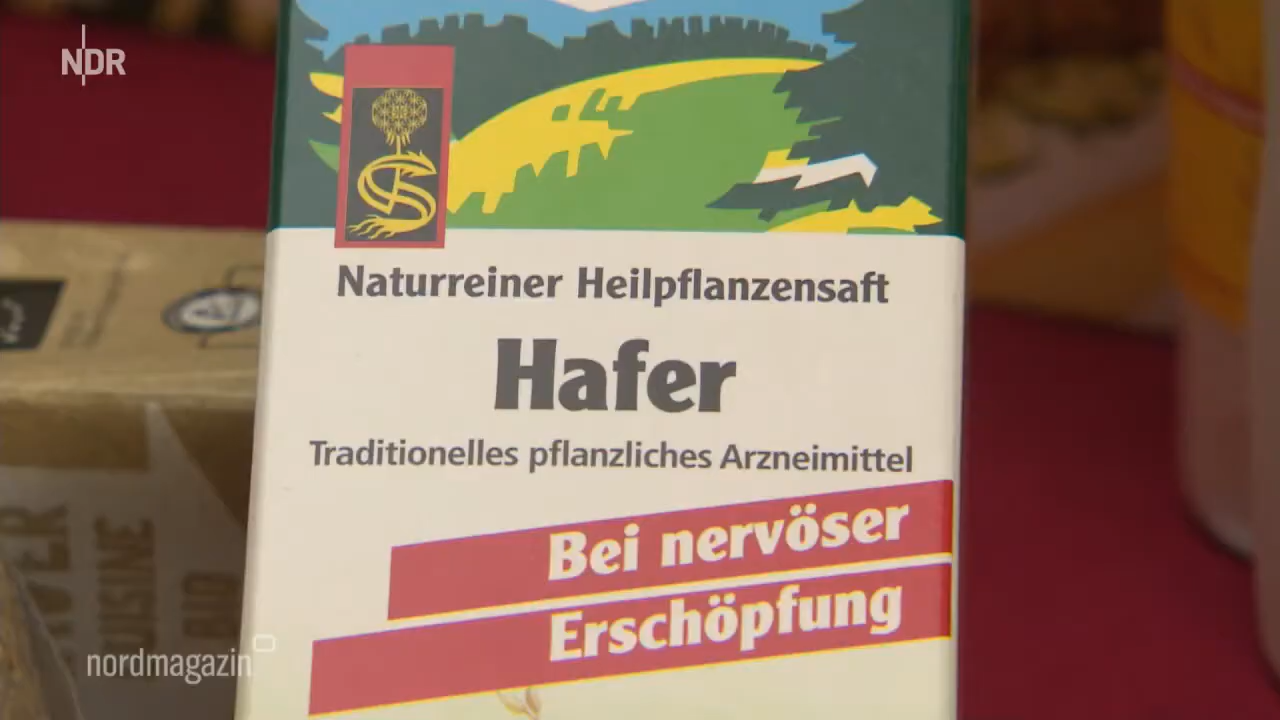 NDR
Naturreiner Heilpflanzensaft
Hafer
Traditionelles pflanzliches Arzneimittel
Bei nervöser
Erschöpfung
nordmagazin